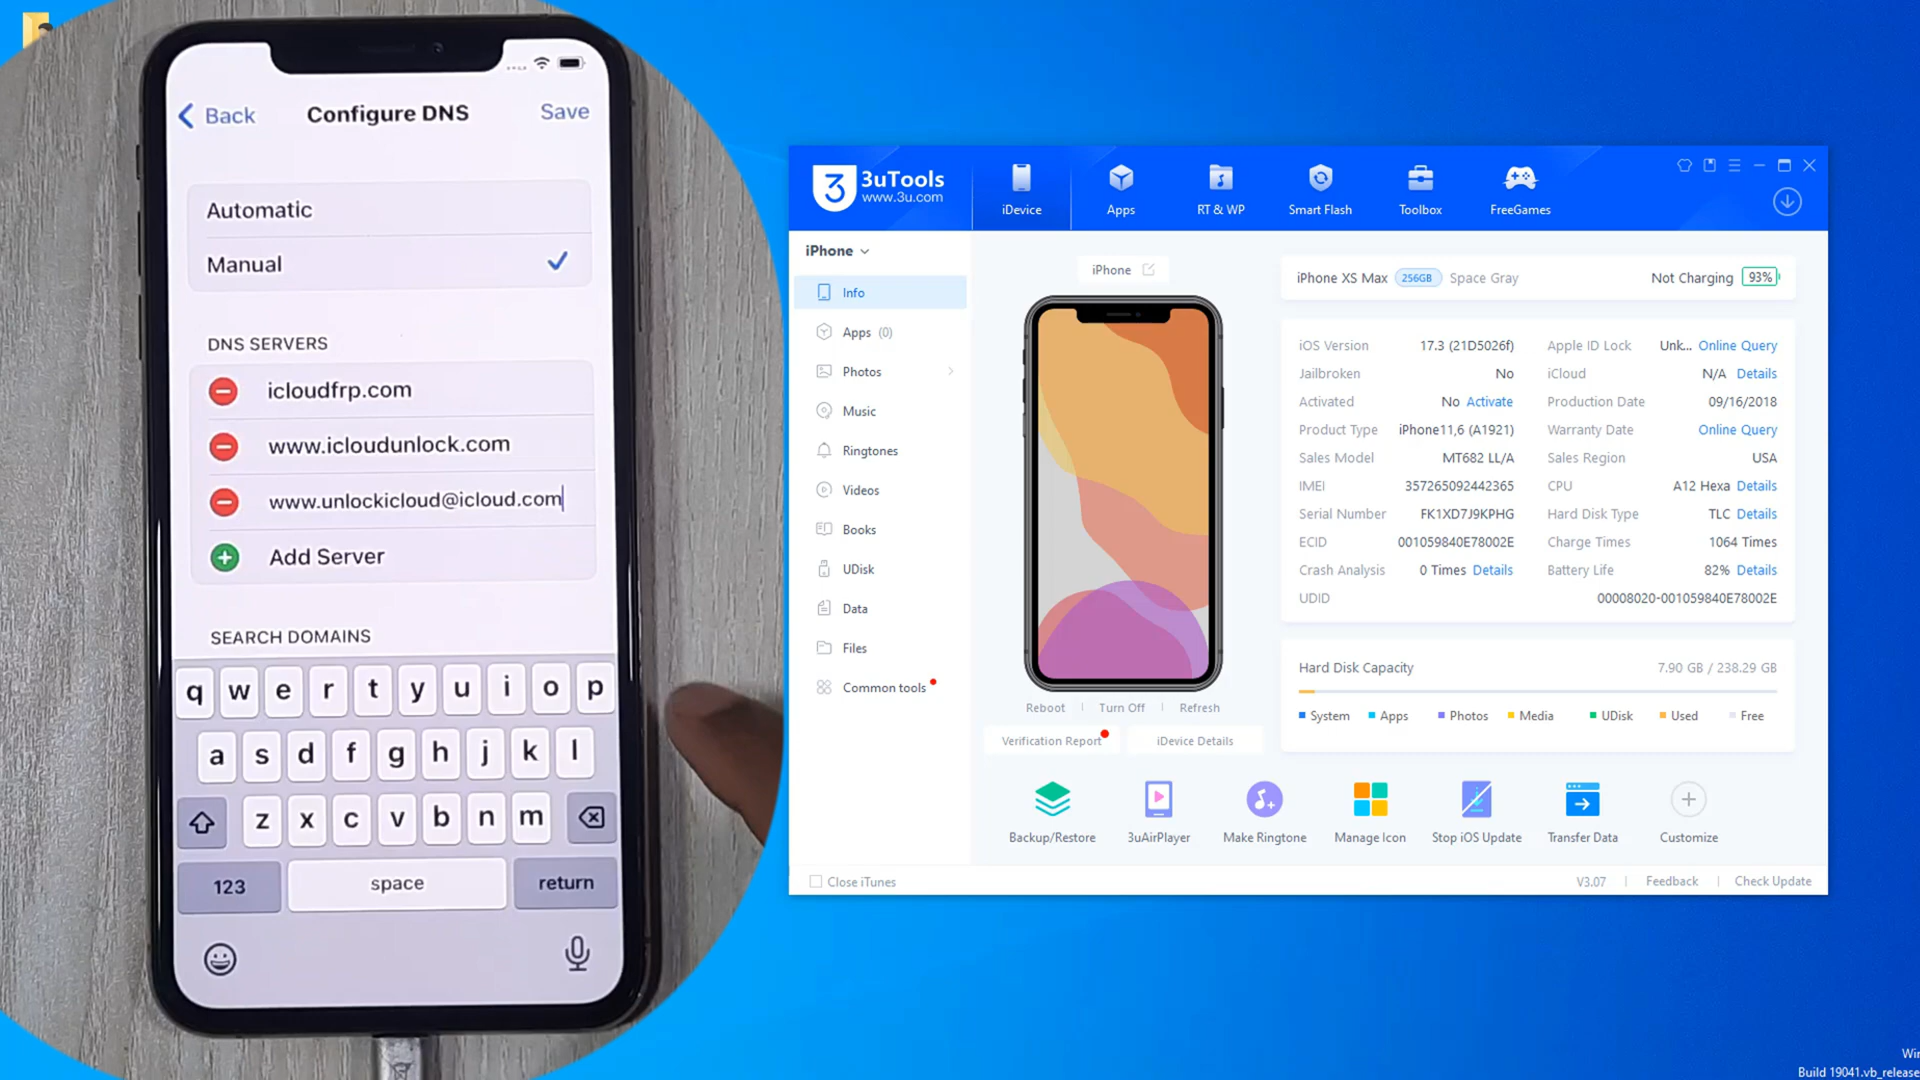 Back
Configure DNS
Save
Automatic
Manual
DNS SERVERS
icloudfrp.com
www.icloudunlock.com
www.unlockicloud@icloud.com
Add Server
SEARCH DOMAINS
q w e r t y u i o p
a s d f g h j k l
z x c v b n m
123
space
return
3 3uTools
www.3u.com
iDevice
Apps
RT & WP
Smart Flash
Toolbox
FreeGames
iPhone
Info
Apps (0)
Photos
Music
Ringtones
Videos
Books
UDisk
Data
Files
Common tools
iPhone
Reboot
Turn Off
Refresh
Verification Report
iDevice Details
iPhone XS Max 256GB Space Gray
Not Charging 93%
iOS Version 17.3 (21D5026f)
Apple ID Lock Unk... Online Query
Jailbroken No
iCloud N/A Details
Activated No Activate
Production Date 09/16/2018
Product Type iPhone11,6 (A1921)
Warranty Date Online Query
Sales Model MT682 LL/A
Sales Region USA
IMEI 357265092442365
CPU A12 Hexa Details
Serial Number FK1XD7J9KPHG
Hard Disk Type TLC Details
ECID 001059840E78002E
Charge Times 1064 Times
Crash Analysis 0 Times Details
Battery Life 82% Details
UDID 00008020-001059840E78002E
Hard Disk Capacity 7.90 GB / 238.29 GB
System Apps Photos Media UDisk Used Free
Backup/Restore
3uAirPlayer
Make Ringtone
Manage Icon
Stop iOS Update
Transfer Data
Customize
Close iTunes
V3.07
Feedback
Check Update
Build 19041.vb_release